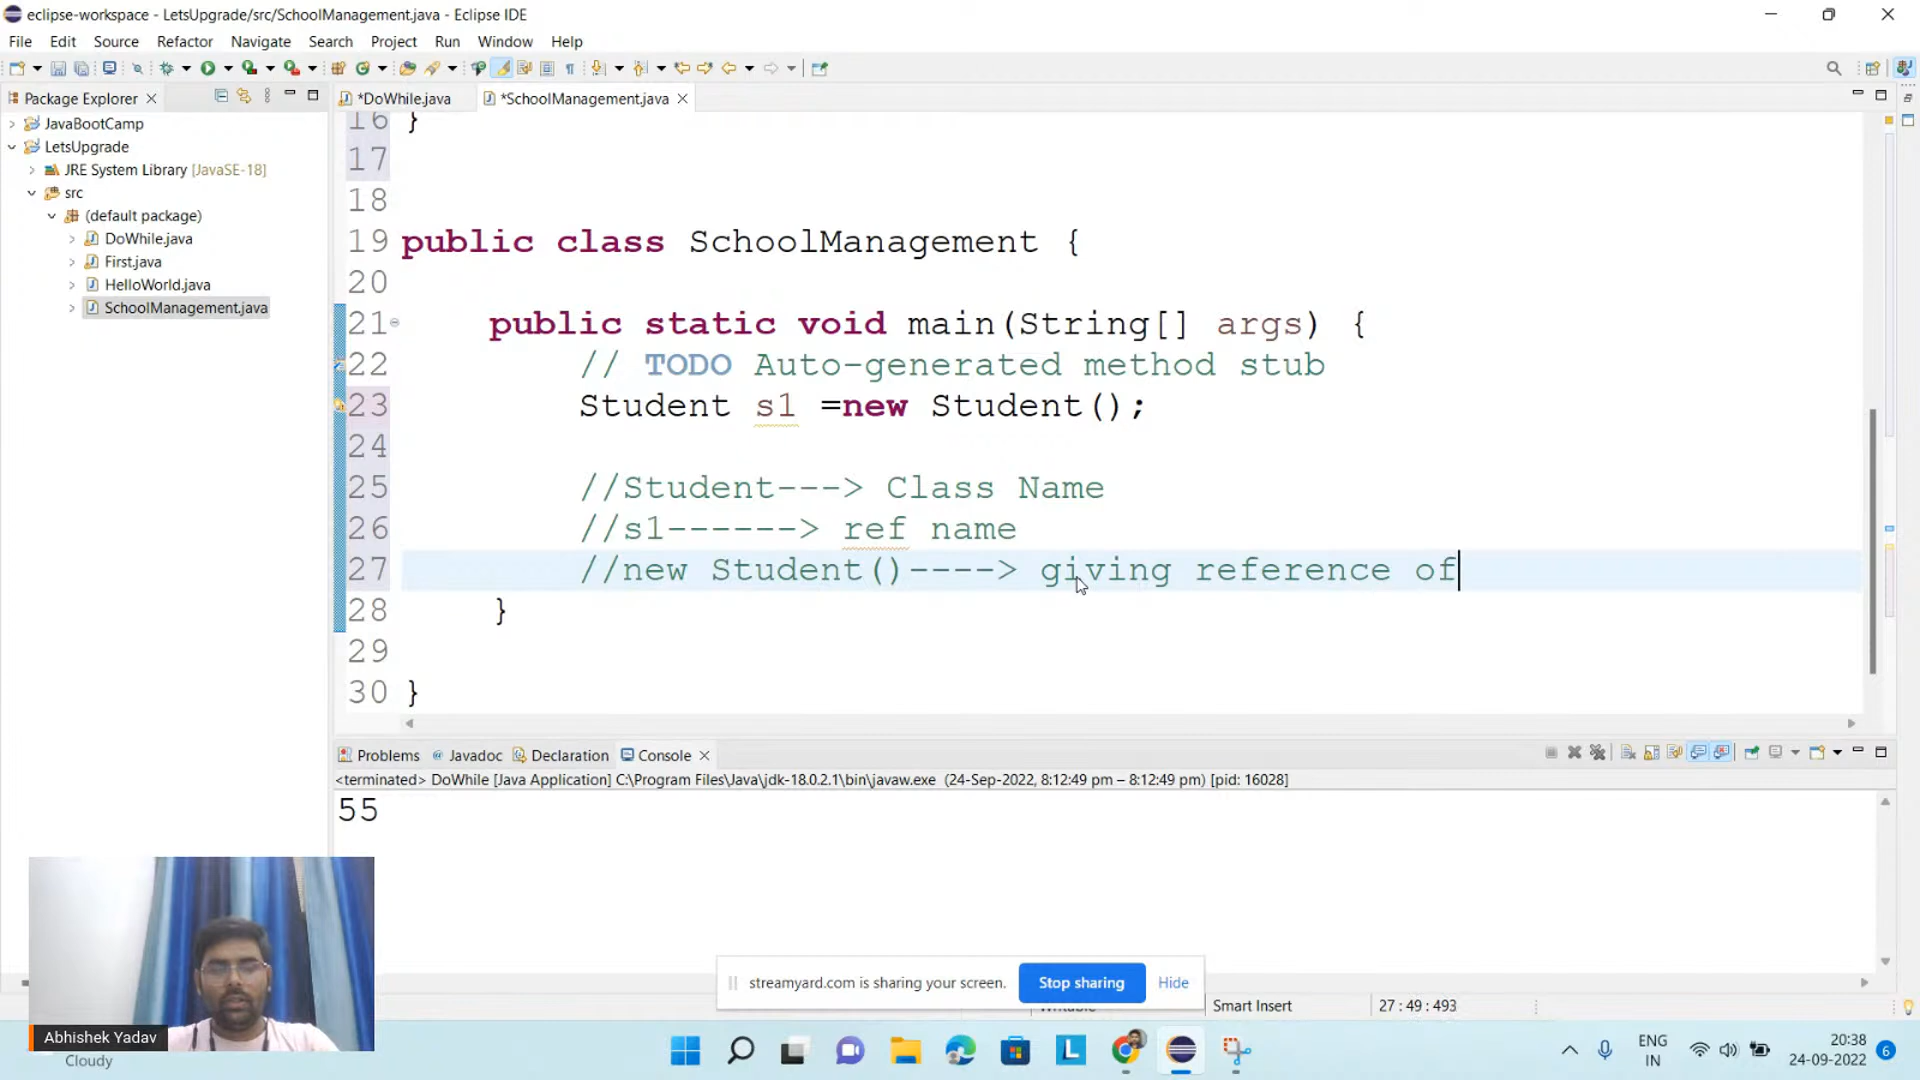 eclipse-workspace - LetsUpgrade/src/SchoolManagement.java - Eclipse IDE
File Edit Source Refactor Navigate Search Project Run Window Help
Package Explorer
*DoWhile.java
*SchoolManagement.java
JavaBootCamp
LetsUpgrade
JRE System Library [JavaSE-18]
src
(default package)
DoWhile.java
First.java
HelloWorld.java
SchoolManagement.java
16 }
17
18
19 public class SchoolManagement {
20
21 public static void main(String[] args) {
22 // TODO Auto-generated method stub
23 Student s1 =new Student();
24
25 //Student---> Class Name
26 //s1------> ref name
27 //new Student()----> giving reference of
28 }
29
30 }
Problems Javadoc Declaration Console
<terminated> DoWhile [Java Application] C:\Program Files\Java\jdk-18.0.2.1\bin\javaw.exe (24-Sep-2022, 8:12:49 pm – 8:12:49 pm) [pid: 16028]
55
streamyard.com is sharing your screen. Stop sharing Hide
Smart Insert 27 : 49 : 493
Abhishek Yadav
Cloudy
ENG
IN
20:38
24-09-2022
6